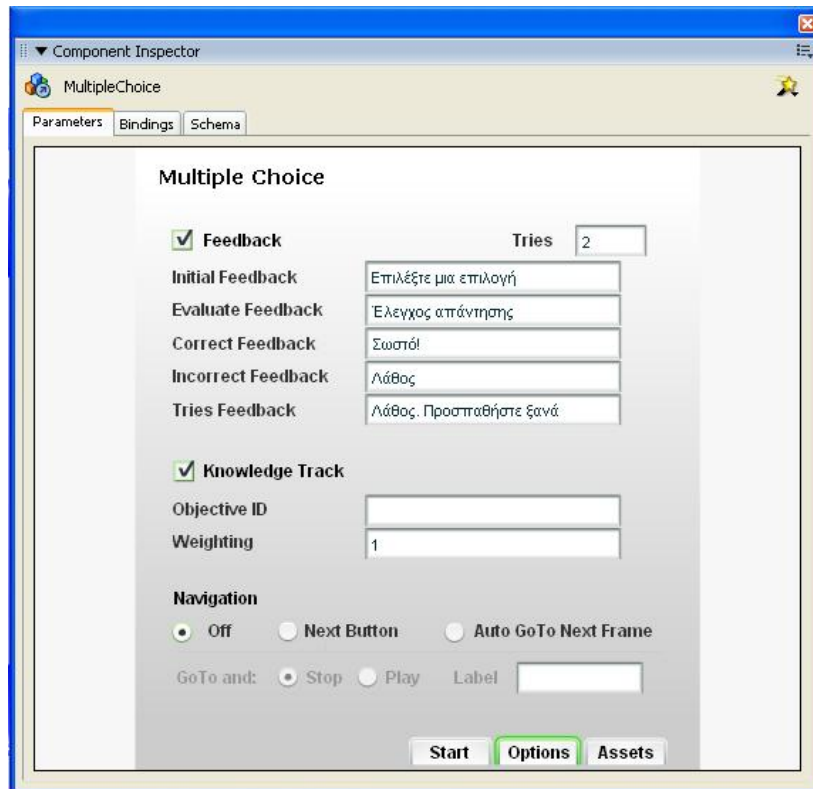 Component Inspector
MultipleChoice
Parameters Bindings Schema
Multiple Choice
Feedback Tries 2
Initial Feedback Επιλέξτε μια επιλογή
Evaluate Feedback Έλεγχος απάντησης
Correct Feedback Σωστό!
Incorrect Feedback Λάθος
Tries Feedback Λάθος. Προσπαθήστε ξανά
Knowledge Track
Objective ID
Weighting 1
Navigation
Off Next Button Auto GoTo Next Frame
GoTo and: Stop Play Label
Start Options Assets